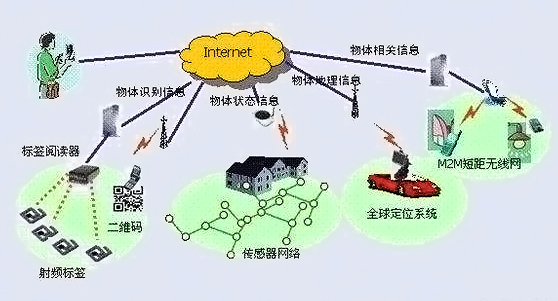 Internet
物体相关信息
物体识别信息
物体状态信息
物体地理信息
标签阅读器
M2M短距无线网
二维码
全球定位系统
传感器网络
射频标签